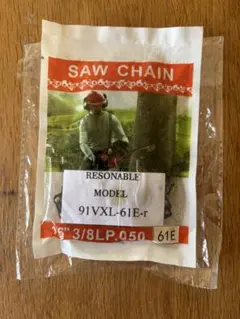 SAW CHAIN
RESONABLE
MODEL
91VXL-61E-r
16" 3/8LP.050 61E